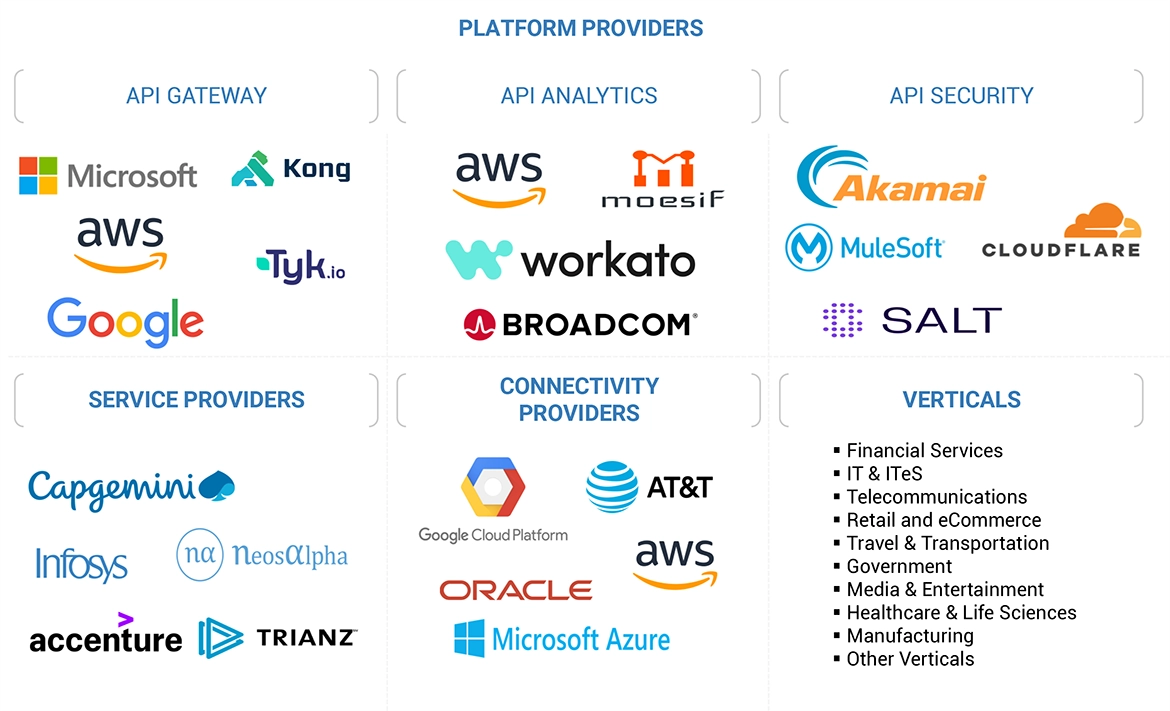 PLATFORM PROVIDERS
API GATEWAY
Microsoft
Kong
aws
Tyk.io
Google
API ANALYTICS
aws
moesif
workato
BROADCOM®
API SECURITY
Akamai
MuleSoft®
CLOUDFLARE
SALT
SERVICE PROVIDERS
Capgemini
Infosys
nα neosαlpha
accenture
TRIANZ™
CONNECTIVITY
PROVIDERS
Google Cloud Platform
AT&T
aws
ORACLE
Microsoft Azure
VERTICALS
▪ Financial Services
▪ IT & ITeS
▪ Telecommunications
▪ Retail and eCommerce
▪ Travel & Transportation
▪ Government
▪ Media & Entertainment
▪ Healthcare & Life Sciences
▪ Manufacturing
▪ Other Verticals